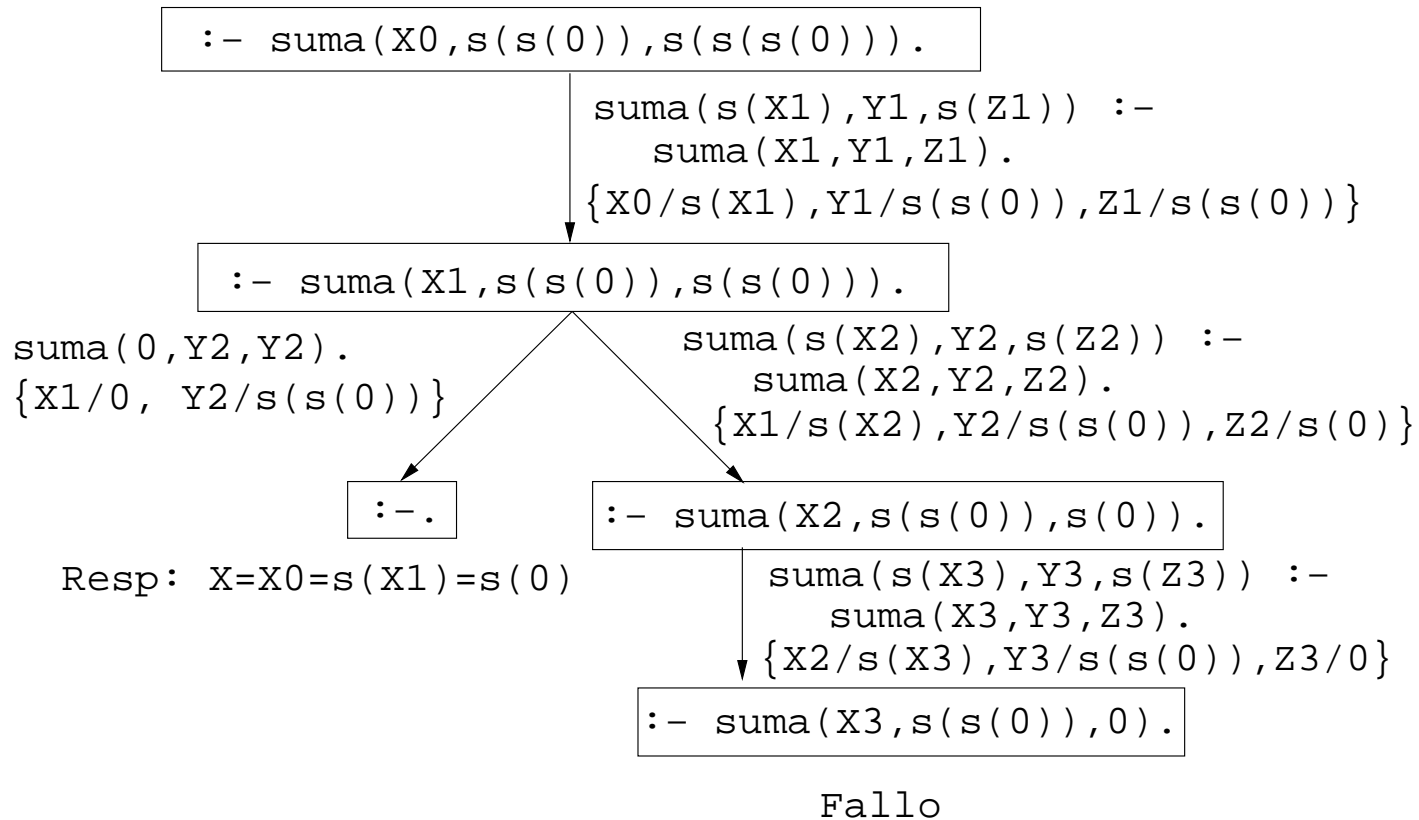 :- suma(X0,s(s(0)),s(s(s(0))).
suma(s(X1),Y1,s(Z1)) :-
suma(X1,Y1,Z1).
{X0/s(X1),Y1/s(s(0)),Z1/s(s(0))}
:- suma(X1,s(s(0)),s(s(0))).
suma(0,Y2,Y2).
{X1/0, Y2/s(s(0))}
suma(s(X2),Y2,s(Z2)) :-
suma(X2,Y2,Z2).
{X1/s(X2),Y2/s(s(0)),Z2/s(0)}
:-.
Resp: X=X0=s(X1)=s(0)
:- suma(X2,s(s(0)),s(0)).
suma(s(X3),Y3,s(Z3)) :-
suma(X3,Y3,Z3).
{X2/s(X3),Y3/s(s(0)),Z3/0}
:- suma(X3,s(s(0)),0).
Fallo